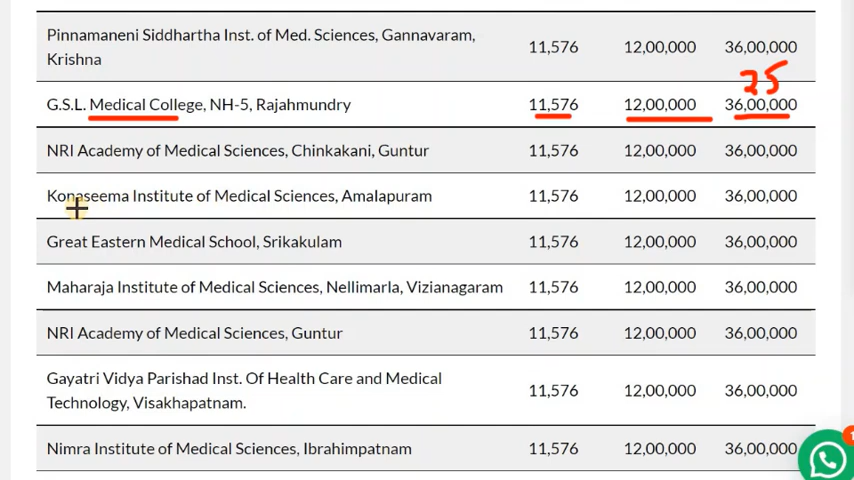 Pinnamaneni Siddhartha Inst. of Med. Sciences, Gannavaram, 11,576 12,00,000 36,00,000
Krishna
25
G.S.L. Medical College, NH-5, Rajahmundry 11,576 12,00,000 36,00,000
NRI Academy of Medical Sciences, Chinkakani, Guntur 11,576 12,00,000 36,00,000
Konaseema Institute of Medical Sciences, Amalapuram 11,576 12,00,000 36,00,000
Great Eastern Medical School, Srikakulam 11,576 12,00,000 36,00,000
Maharaja Institute of Medical Sciences, Nellimarla, Vizianagaram 11,576 12,00,000 36,00,000
NRI Academy of Medical Sciences, Guntur 11,576 12,00,000 36,00,000
Gayatri Vidya Parishad Inst. Of Health Care and Medical 11,576 12,00,000 36,00,000
Technology, Visakhapatnam.
Nimra Institute of Medical Sciences, Ibrahimpatnam 11,576 12,00,000 36,00,000